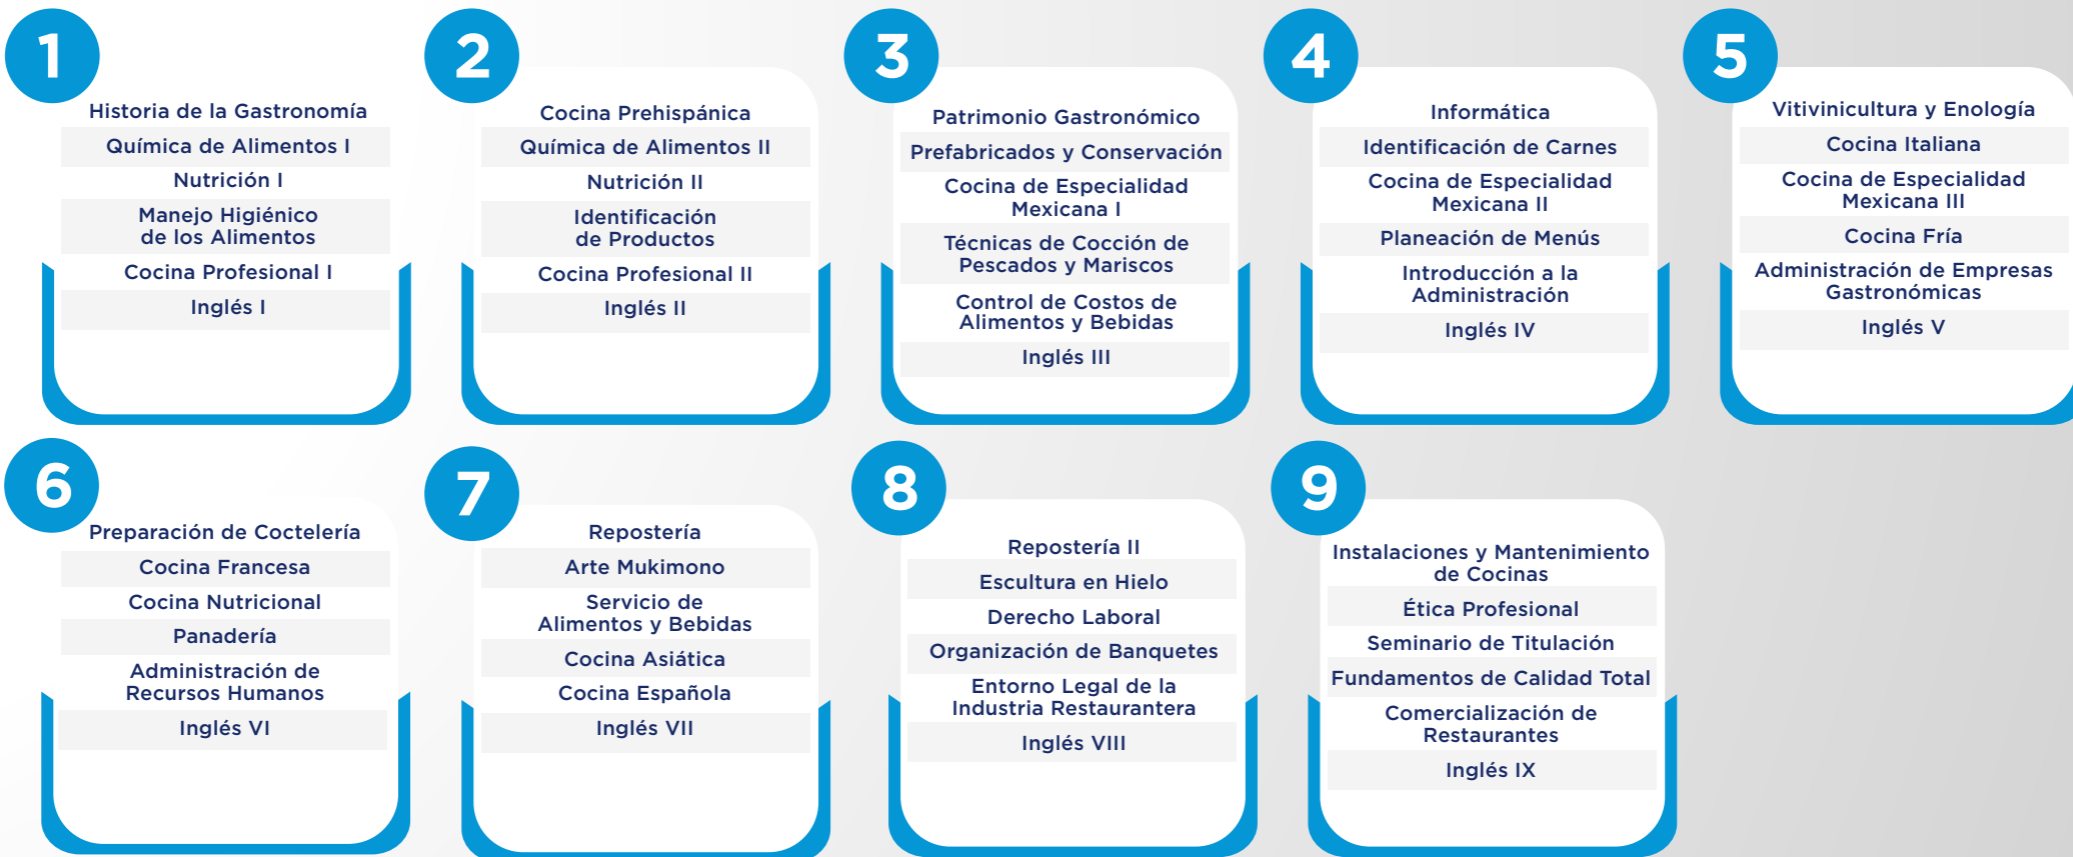 1
Historia de la Gastronomía
Química de Alimentos I
Nutrición I
Manejo Higiénico
de los Alimentos
Cocina Profesional I
Inglés I
2
Cocina Prehispánica
Química de Alimentos II
Nutrición II
Identificación
de Productos
Cocina Profesional II
Inglés II
3
Patrimonio Gastronómico
Prefabricados y Conservación
Cocina de Especialidad
Mexicana I
Técnicas de Cocción de
Pescados y Mariscos
Control de Costos de
Alimentos y Bebidas
Inglés III
4
Informática
Identificación de Carnes
Cocina de Especialidad
Mexicana II
Planeación de Menús
Introducción a la
Administración
Inglés IV
5
Vitivinicultura y Enología
Cocina Italiana
Cocina de Especialidad
Mexicana III
Cocina Fría
Administración de Empresas
Gastronómicas
Inglés V
6
Preparación de Coctelería
Cocina Francesa
Cocina Nutricional
Panadería
Administración de
Recursos Humanos
Inglés VI
7
Repostería
Arte Mukimono
Servicio de
Alimentos y Bebidas
Cocina Asiática
Cocina Española
Inglés VII
8
Repostería II
Escultura en Hielo
Derecho Laboral
Organización de Banquetes
Entorno Legal de la
Industria Restaurantera
Inglés VIII
9
Instalaciones y Mantenimiento
de Cocinas
Ética Profesional
Seminario de Titulación
Fundamentos de Calidad Total
Comercialización de
Restaurantes
Inglés IX